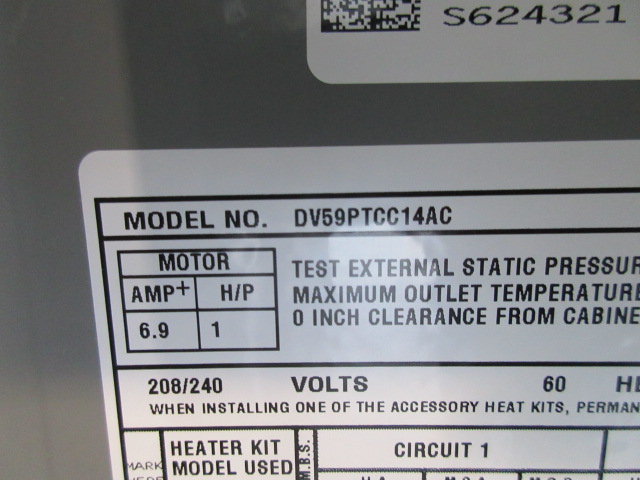 S624321
MODEL NO. DV59PTCC14AC
MOTOR
AMP+ H/P
6.9 1
TEST EXTERNAL STATIC PRESSUR
MAXIMUM OUTLET TEMPERATURE
0 INCH CLEARANCE FROM CABINE
208/240 VOLTS 60 HE
WHEN INSTALLING ONE OF THE ACCESSORY HEAT KITS, PERMAN
MARK
HEATER KIT
MODEL USED
M.B.S.
CIRCUIT 1